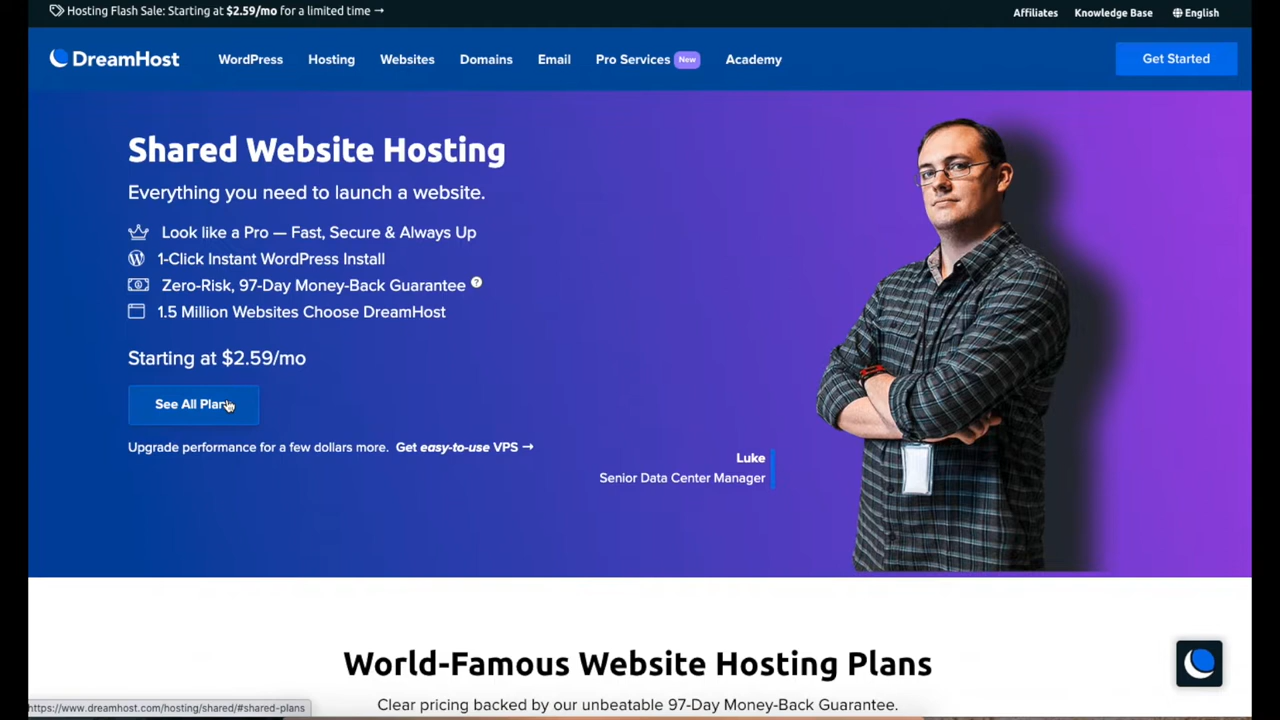 Hosting Flash Sale: Starting at $2.59/mo for a limited time →
Affiliates Knowledge Base English
DreamHost WordPress Hosting Websites Domains Email Pro Services New Academy Get Started
Shared Website Hosting
Everything you need to launch a website.
Look like a Pro — Fast, Secure & Always Up
1-Click Instant WordPress Install
Zero-Risk, 97-Day Money-Back Guarantee ?
1.5 Million Websites Choose DreamHost
Starting at $2.59/mo
See All Plans
Upgrade performance for a few dollars more. Get easy-to-use VPS →
Luke
Senior Data Center Manager
World-Famous Website Hosting Plans
Clear pricing backed by our unbeatable 97-Day Money-Back Guarantee.
https://www.dreamhost.com/hosting/shared/#shared-plans